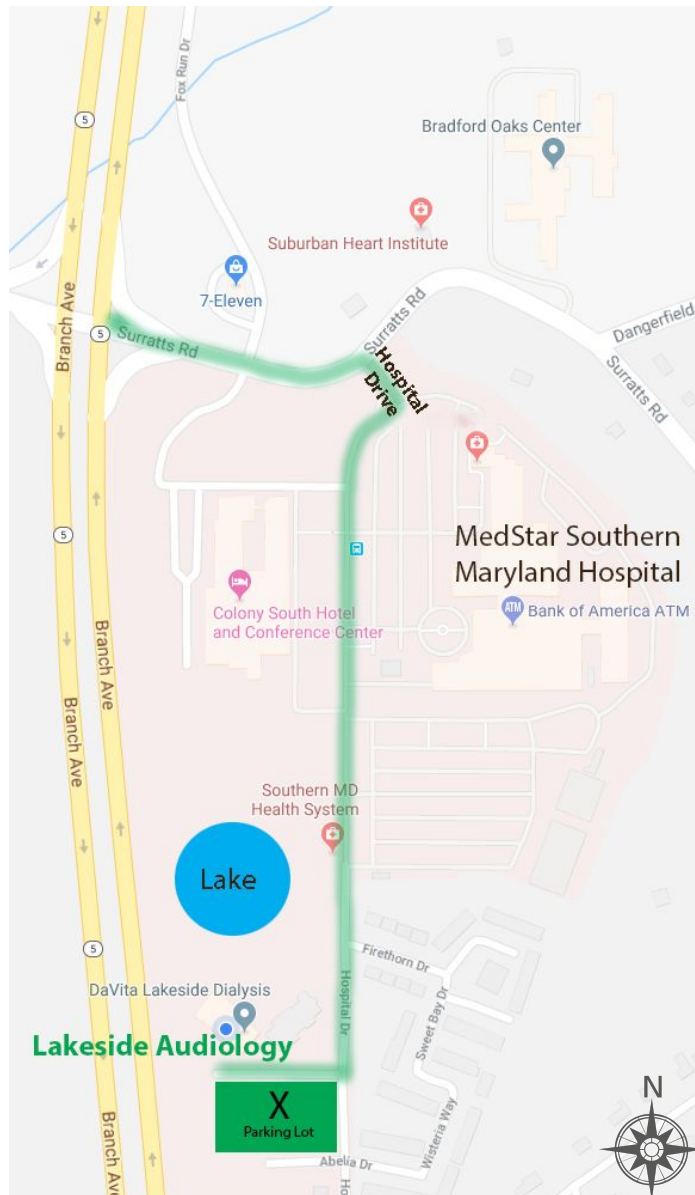 Fox Run Dr
5
Bradford Oaks Center
Suburban Heart Institute
7-Eleven
Branch Ave
5
Surratts Rd
Surratts Rd
Dangerfield
Surratts Rd
Hospital
Drive
MedStar Southern
Maryland Hospital
ATM
Bank of America ATM
5
Colony South Hotel
and Conference Center
Branch Ave
Branch Ave
Southern MD
Health System
Lake
5
Firethorn Dr
Hospital Dr
Sweet Bay Dr
DaVita Lakeside Dialysis
Lakeside Audiology
X
Parking Lot
Wisteria Way
Abelia Dr
Branch Ave
Ho
N